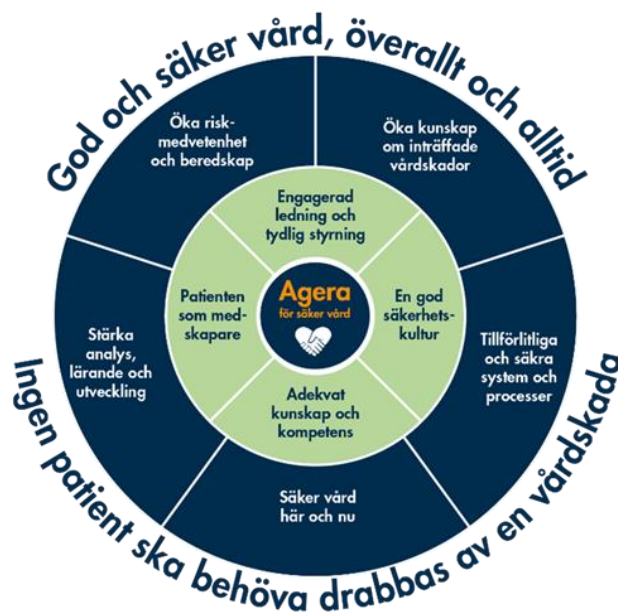 God och säker vård, överallt och alltid
Öka risk-
medvetenhet
och beredskap
Öka kunskap
om inträffade
vårdskador
Engagerad
ledning och
tydlig styrning
Patienten
som med-
skapare
Agera
för säker vård
En god
säkerhets-
kultur
Stärka
analys,
lärande och
utveckling
Tillförlitliga
och säkra
system och
processer
Adekvat
kunskap och
kompetens
Säker vård
här och nu
Ingen patient ska behöva drabbas av en vårdskada